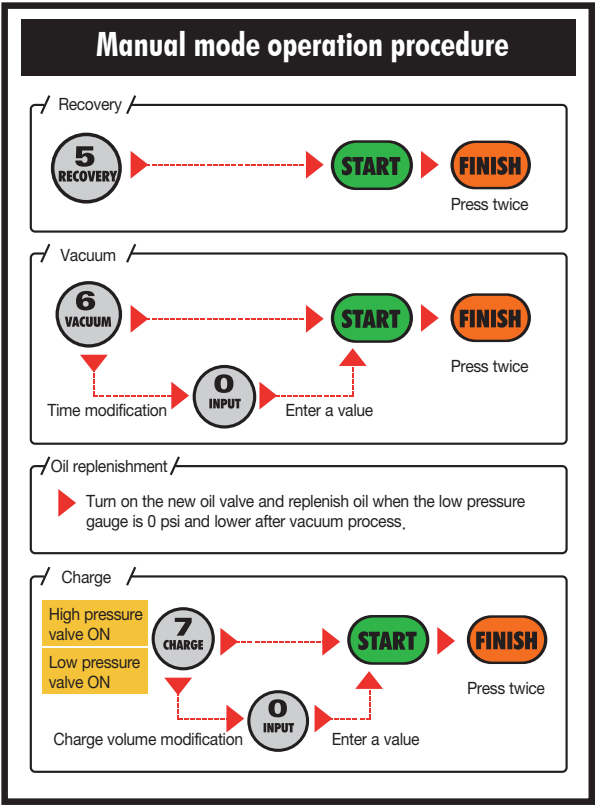 Manual mode operation procedure
Recovery
5
RECOVERY
START
FINISH
Press twice
Vacuum
6
VACUUM
START
FINISH
Press twice
0
INPUT
Time modification
Enter a value
Oil replenishment
Turn on the new oil valve and replenish oil when the low pressure
gauge is 0 psi and lower after vacuum process.
Charge
High pressure
valve ON
Low pressure
valve ON
7
CHARGE
START
FINISH
Press twice
0
INPUT
Charge volume modification
Enter a value